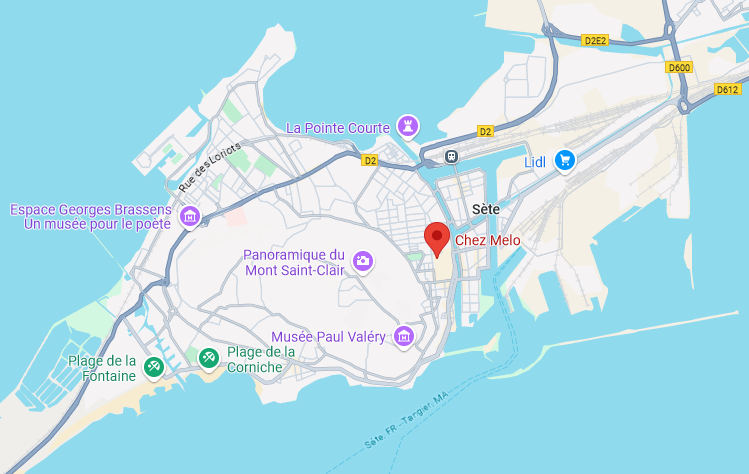 D2E2
D600
D612
La Pointe Courte
D2
Lidl
D2
Rue des Loriots
Sète
Espace Georges Brassens
Un musée pour le poète
Chez Melo
Panoramique du
Mont Saint-Clair
Musée Paul Valéry
Plage de la
Corniche
Plage de la
Fontaine
Sète, FR - Tangier, MA